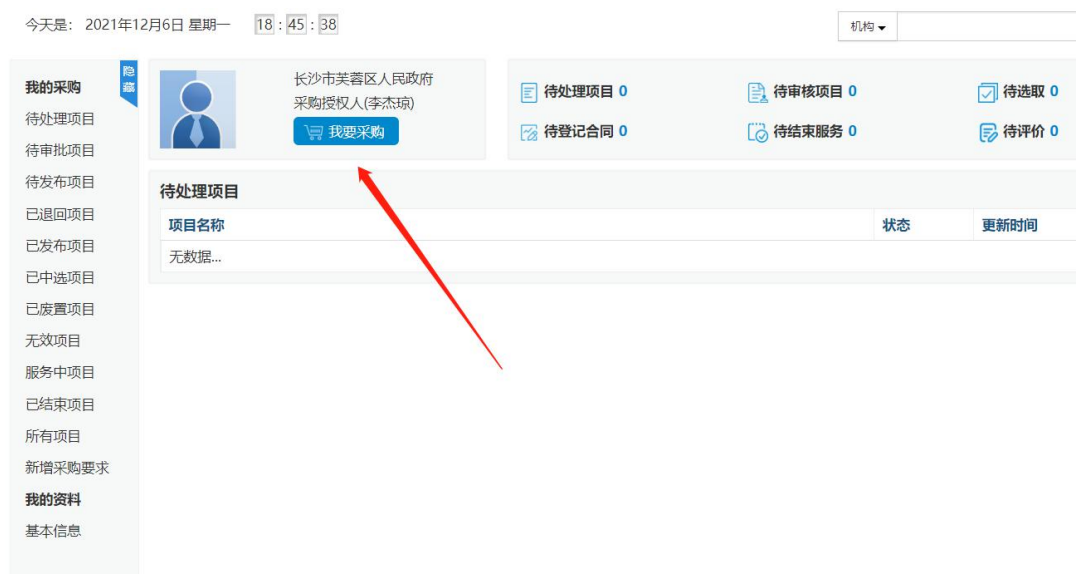 今天是： 2021年12月6日 星期一 18 : 45 : 38
机构
我的采购
隐藏
待处理项目
待审批项目
待发布项目
已退回项目
已发布项目
已中选项目
已废置项目
无效项目
服务中项目
已结束项目
所有项目
新增采购要求
我的资料
基本信息
长沙市芙蓉区人民政府
采购授权人(李杰琼)
我要采购
待处理项目 0 待审核项目 0 待选取 0
待登记合同 0 待结束服务 0 待评价 0
待处理项目
项目名称 状态 更新时间
无数据...